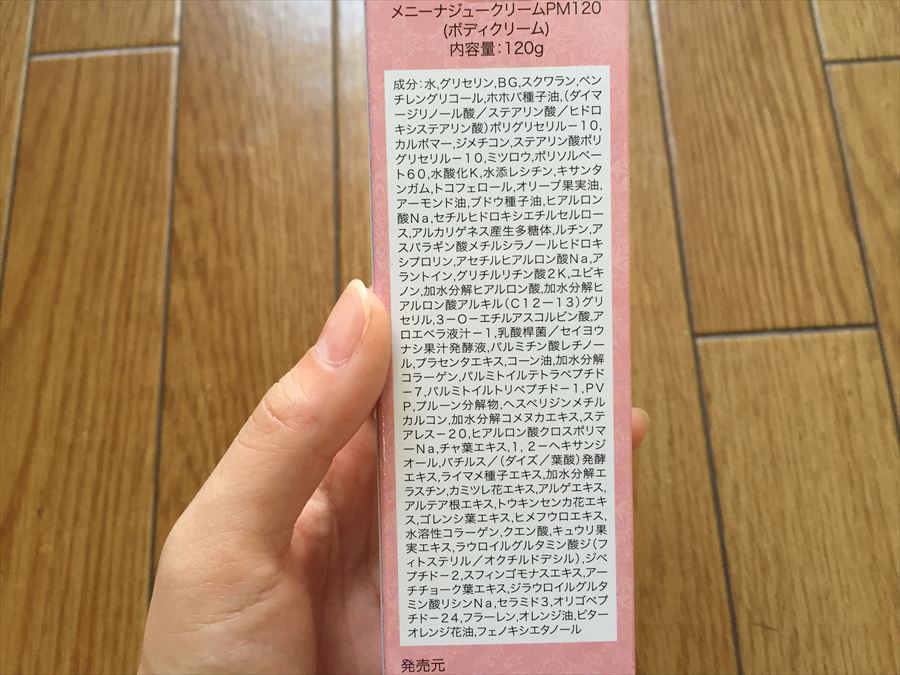 メニーナジュークリームPM120
(ボディクリーム)
内容量：120g
成分：水,グリセリン,BG,スクワラン,ペン
チレングリコール,ホホバ種子油,(ダイマ
ージリノール酸／ステアリン酸／ヒドロ
キシステアリン酸)ポリグリセリル－10,
カルボマー,ジメチコン,ステアリン酸ポリ
グリセリル－10,ミツロウ,ポリソルベー
ト60,水酸化K,水添レシチン,キサンタ
ンガム,トコフェロール,オリーブ果実油,
アーモンド油,ブドウ種子油,ヒアルロン
酸Na,セチルヒドロキシエチルセルロー
ス,アルカリゲネス産生多糖体,ルチン,ア
スパラギン酸メチルシラノールヒドロキ
シプロリン,アセチルヒアルロン酸Na,ア
ラントイン,グリチルリチン酸2K,ユビキ
ノン,加水分解ヒアルロン酸,加水分解ヒ
アルロン酸アルキル(C12－13)グリ
セリル,3－O－エチルアスコルビン酸,ア
ロエベラ液汁－1,乳酸桿菌／セイヨウ
ナシ果汁発酵液,パルミチン酸レチノー
ル,プラセンタエキス,コーン油,加水分解
コラーゲン,パルミトイルテトラペプチド
－7,パルミトイルトリペプチド－1,PV
P,プルーン分解物,ヘスペリジンメチル
カルコン,加水分解コメヌカエキス,ステ
アレス－20,ヒアルロン酸クロスポリマ
ーNa,チャ葉エキス,1,2－ヘキサンジ
オール,バチルス／(ダイズ／葉酸)発酵
エキス,ライマメ種子エキス,加水分解エ
ラスチン,カミツレ花エキス,アルゲエキス,
アルテア根エキス,トウキンセンカ花エキ
ス,ゴレンシ葉エキス,ヒメフウロエキス,
水溶性コラーゲン,クエン酸,キュウリ果
実エキス,ラウロイルグルタミン酸ジ(フ
ィトステリル／オクチルドデシル),ジペ
プチド－2,スフィンゴモナスエキス,アー
チチョーク葉エキス,ジラウロイルグルタ
ミン酸リシンNa,セラミド3,オリゴペプ
チド－24,フラーレン,オレンジ油,ビター
オレンジ花油,フェノキシエタノール
発売元